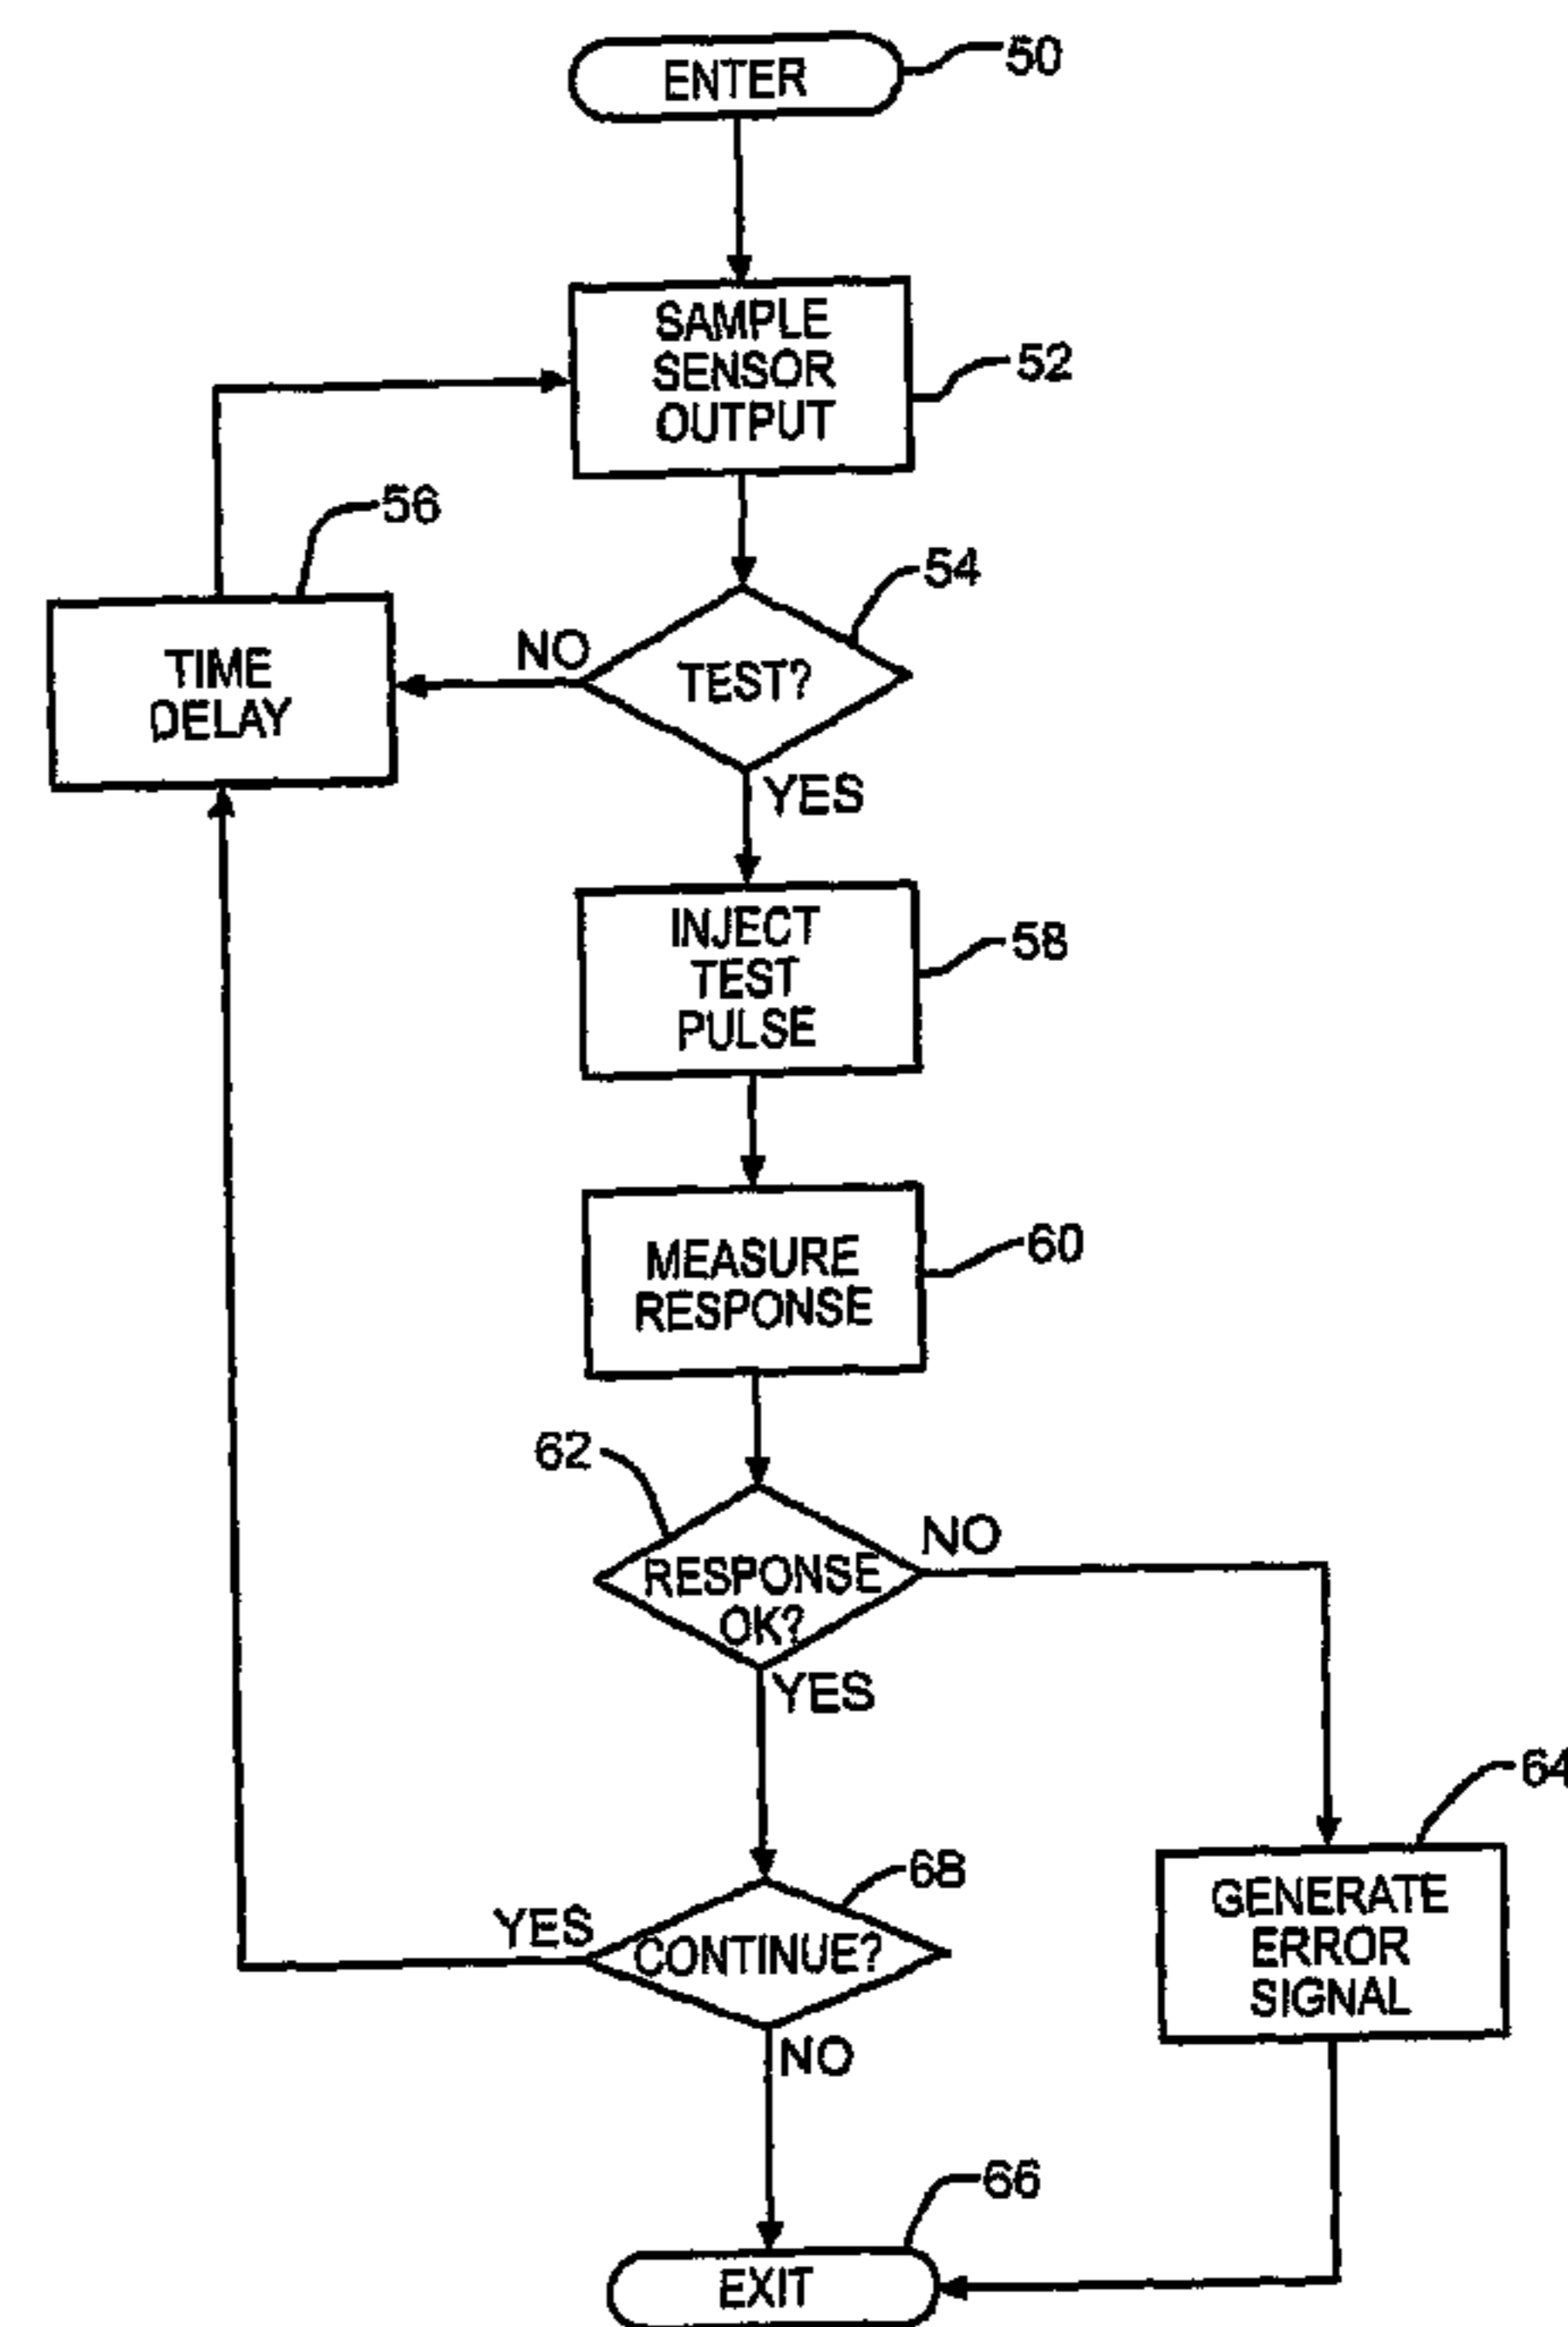 ENTER
50
SAMPLE
SENSOR
OUTPUT
52
56
54
TIME
DELAY
NO
TEST?
YES
INJECT
TEST
PULSE
58
MEASURE
RESPONSE
60
62
RESPONSE
OK?
NO
YES
64
68
YES
CONTINUE?
GENERATE
ERROR
SIGNAL
NO
66
EXIT